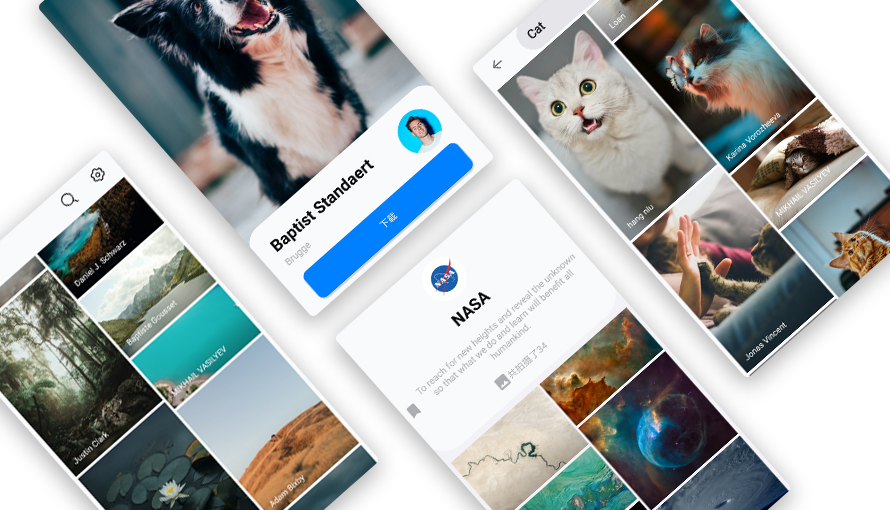 Daniel J. Schwarz
Baptiste Gousset
MIKHAIL VASILYEV
Justin Clark
Adam Bixby
Baptist Standaert
Brugge
下载
NASA
NASA
To reach for new heights and reveal the unknown
so that what we do and learn will benefit all
humankind.
共拍摄了34
Cat
Loan
hang niu
Karina Vorozheeva
MIKHAIL VASILYEV
Jonas Vincent